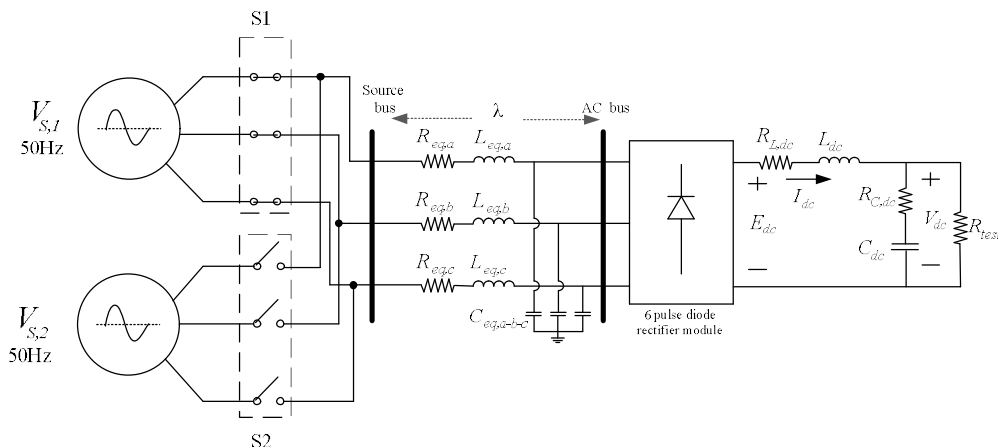 S1
V_{S,1}
50Hz
Source
bus
λ
AC bus
R_{eq,a}
L_{eq,a}
R_{eq,b}
L_{eq,b}
R_{eq,c}
L_{eq,c}
C_{eq,a-b-c}
R_{L,dc}
L_{dc}
+
I_{dc}
E_{dc}
−
R_{C,dc}
C_{dc}
+
V_{dc}
−
R_{test}
6 pulse diode
rectifier module
V_{S,2}
50Hz
S2